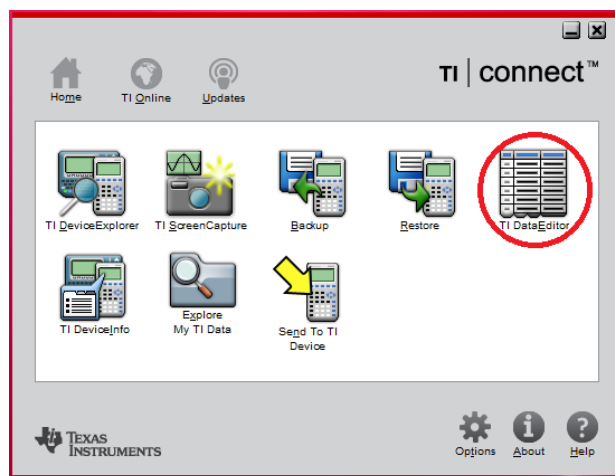 TI | connect™
Home
TI Online
Updates
TI DeviceExplorer
TI ScreenCapture
Backup
Restore
TI DataEditor
TI DeviceInfo
Explore
My TI Data
Send To TI
Device
TEXAS
INSTRUMENTS
Options
About
Help